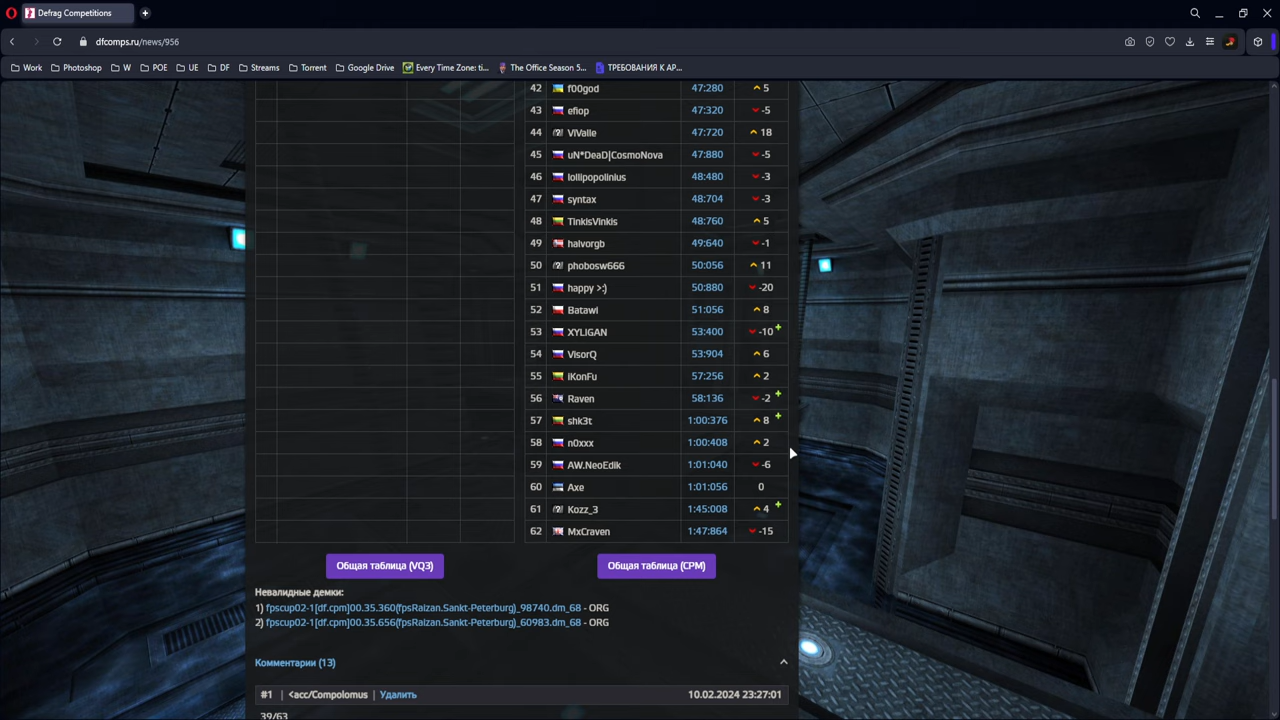 Defrag Competitions
dfcomps.ru/news/956
Work Photoshop W POE UE DF Streams Torrent Google Drive Every Time Zone: ti... The Office Season 5... ТРЕБОВАНИЯ К АР...
42 f00god 47:280 5
43 efiop 47:320 -5
44 ViValle 47:720 18
45 uN*DeaD|CosmoNova 47:880 -5
46 lollipopolinius 48:480 -3
47 syntax 48:704 -3
48 TinkisVinkis 48:760 5
49 halvorgb 49:640 -1
50 phobosw666 50:056 11
51 happy >:) 50:880 -20
52 Batawi 51:056 8
53 XYLIGAN 53:400 -10 +
54 VisorQ 53:904 6
55 iKonFu 57:256 2
56 Raven 58:136 -2 +
57 shk3t 1:00:376 8 +
58 n0xxx 1:00:408 2
59 AW.NeoEdik 1:01:040 -6
60 Axe 1:01:056 0
61 Kozz_3 1:45:008 4 +
62 MxCraven 1:47:864 -15
Общая таблица (VQ3) Общая таблица (CPM)
Невалидные демки:
1) fpscup02-1[df.cpm]00.35.360(fpsRaizan.Sankt-Peterburg)_98740.dm_68 - ORG
2) fpscup02-1[df.cpm]00.35.656(fpsRaizan.Sankt-Peterburg)_60983.dm_68 - ORG
Комментарии (13)
#1 | <acc/Compolomus | Удалить 10.02.2024 23:27:01
39/63